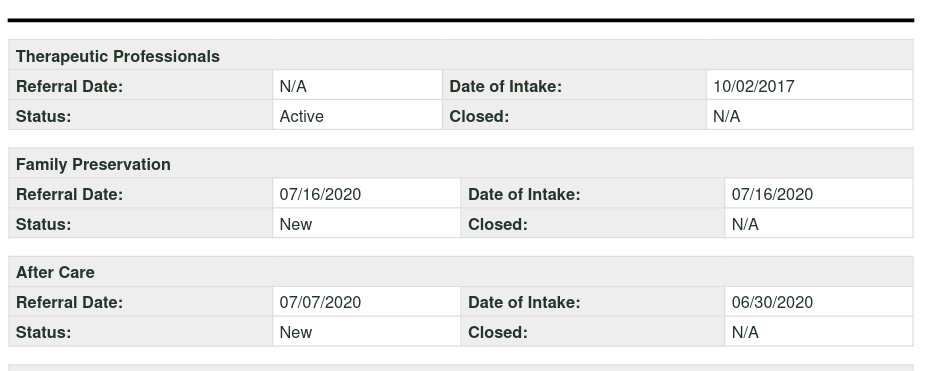 Therapeutic Professionals
Referral Date: N/A Date of Intake: 10/02/2017
Status: Active Closed: N/A
Family Preservation
Referral Date: 07/16/2020 Date of Intake: 07/16/2020
Status: New Closed: N/A
After Care
Referral Date: 07/07/2020 Date of Intake: 06/30/2020
Status: New Closed: N/A